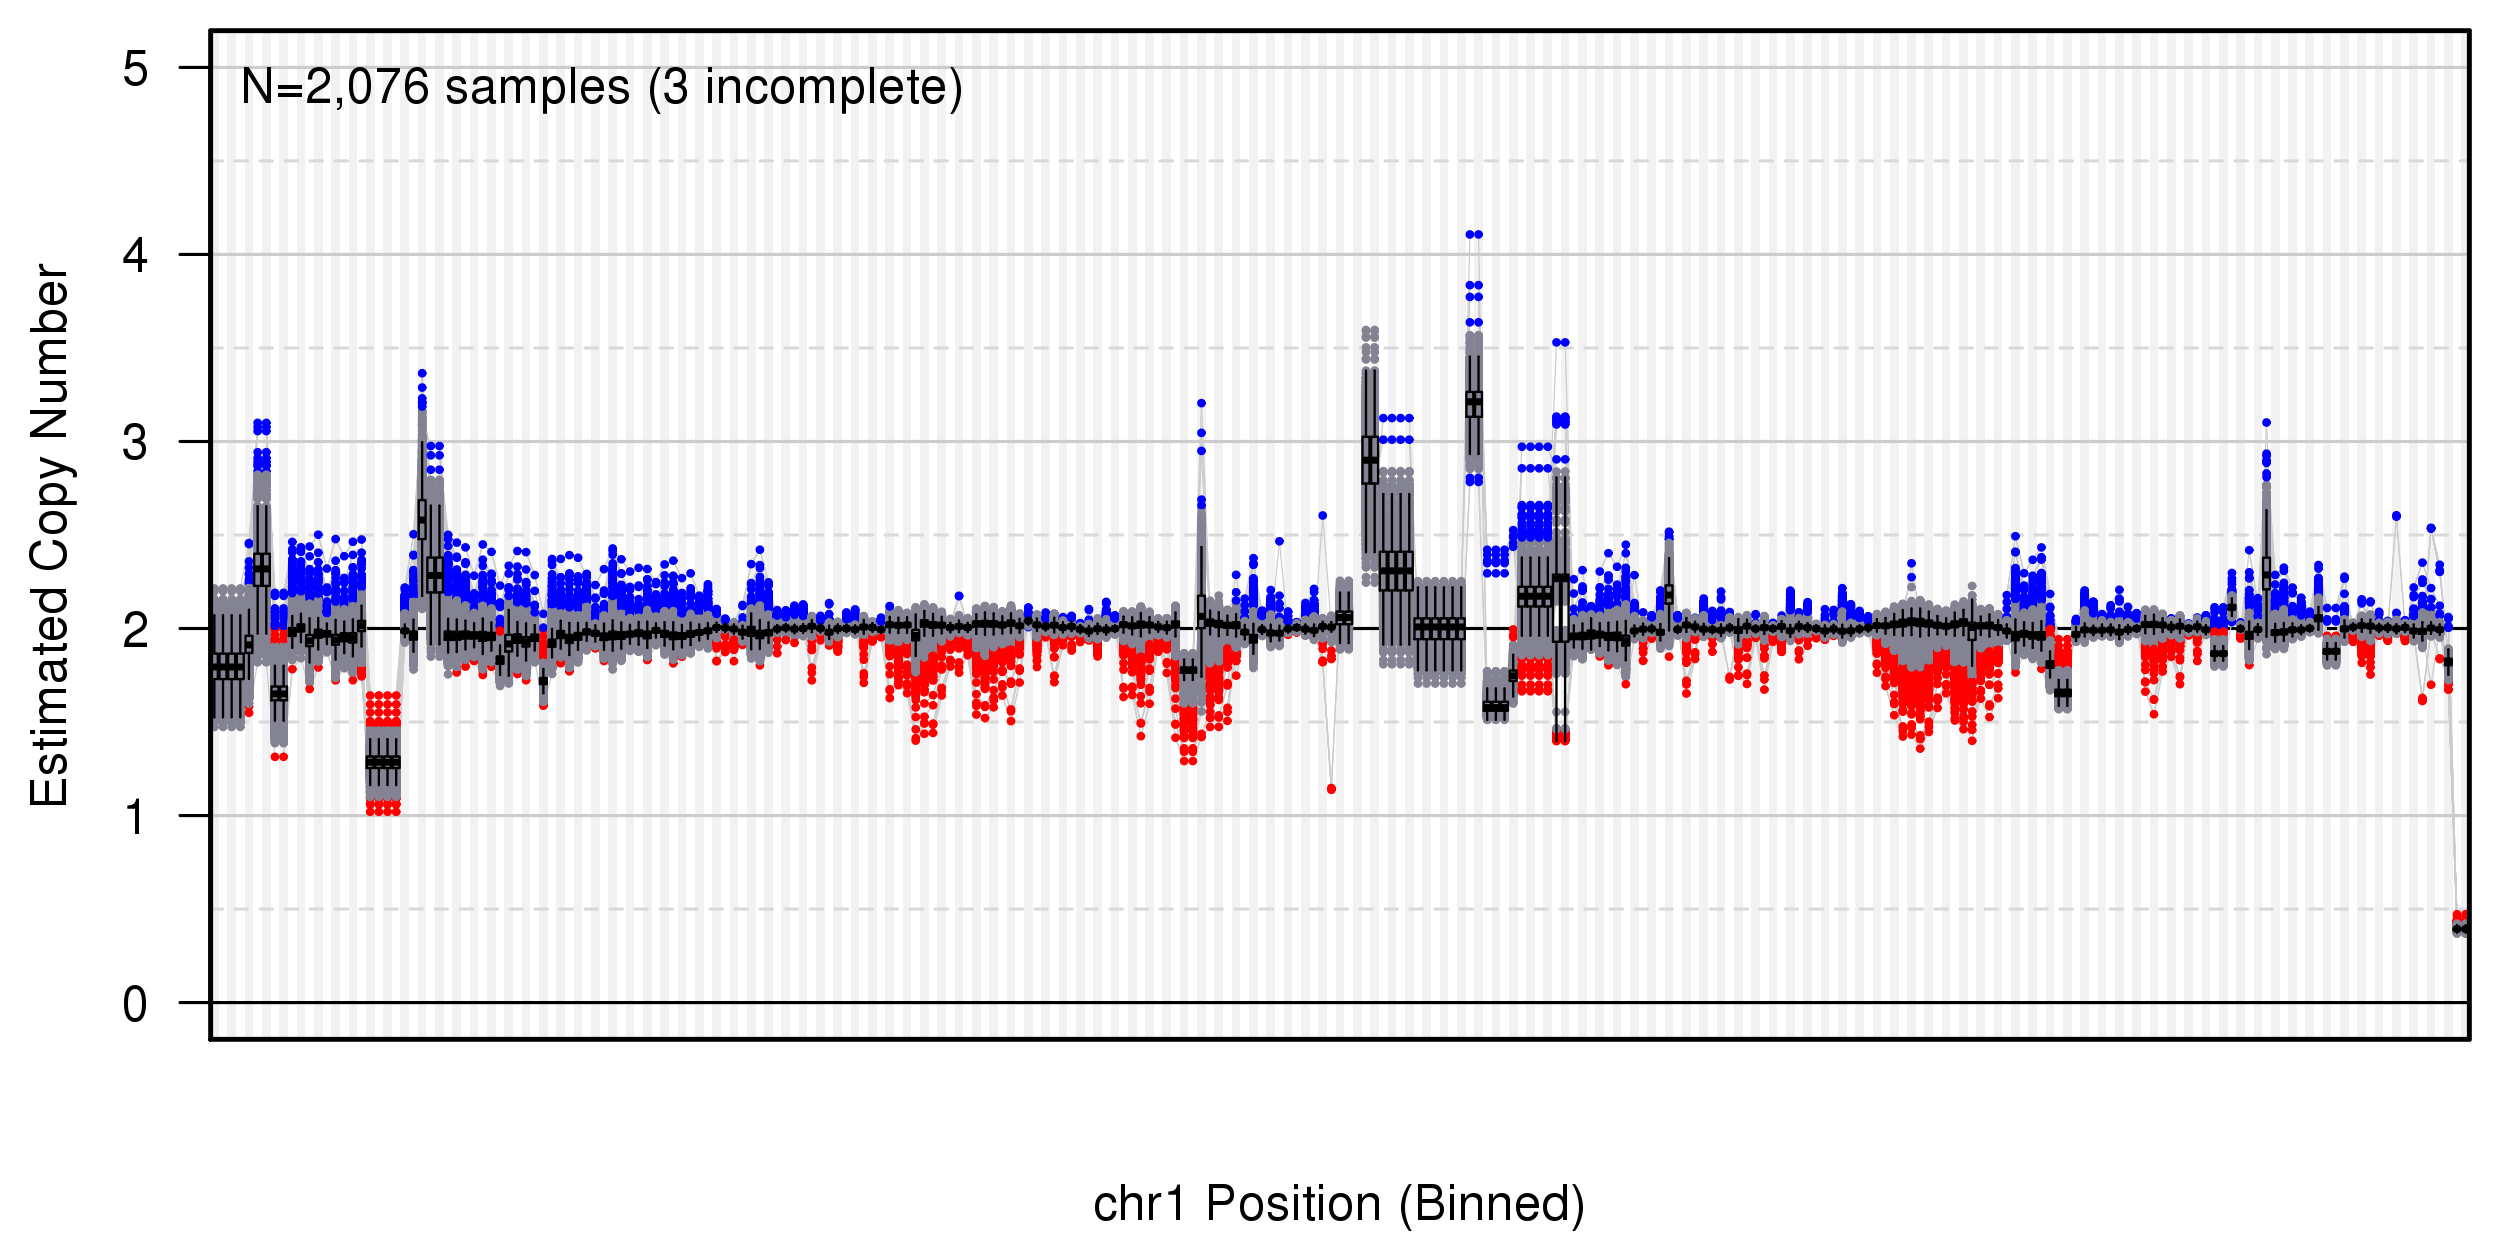 N=2,076 samples (3 incomplete)
5
4
3
2
1
0
Estimated Copy Number
chr1 Position (Binned)